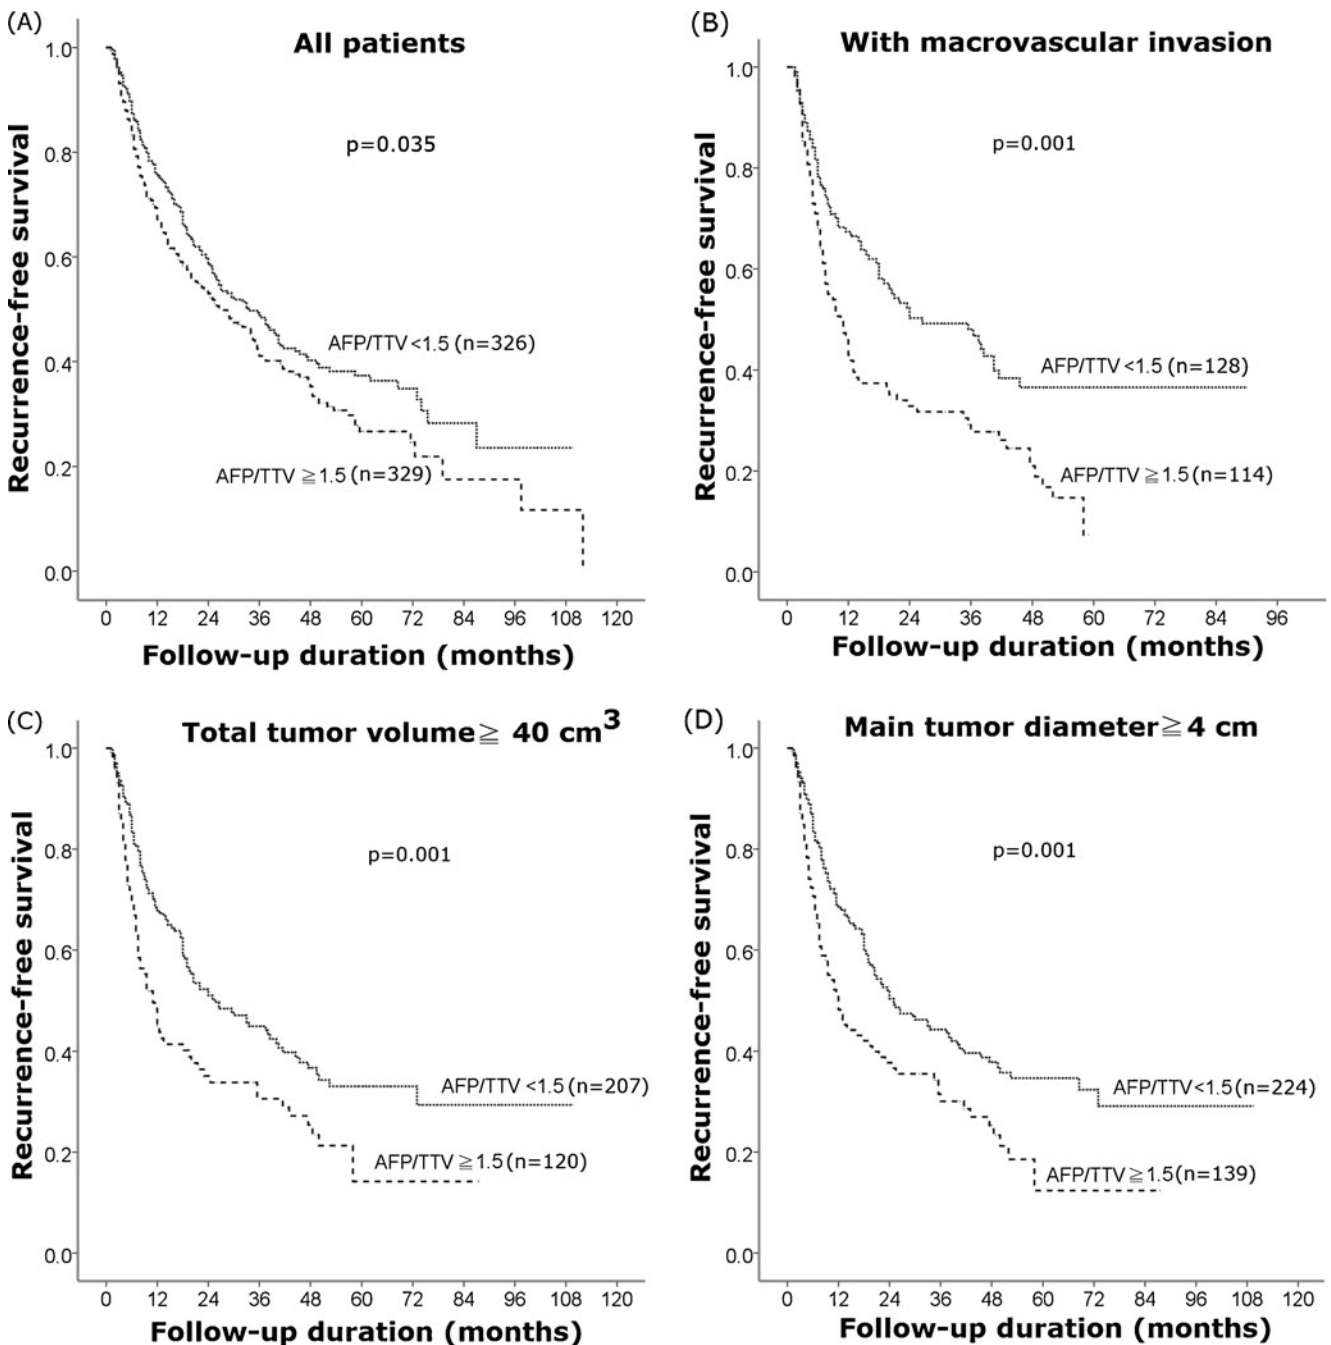 (A)
All patients
Recurrence-free survival
1.0
0.8
0.6
0.4
0.2
0.0
p=0.035
AFP/TTV<1.5 (n=326)
AFP/TTV≧1.5 (n=329)
0 12 24 36 48 60 72 84 96 108 120
Follow-up duration (months)
(B)
With macrovascular invasion
Recurrence-free survival
1.0
0.8
0.6
0.4
0.2
0.0
p=0.001
AFP/TTV<1.5 (n=128)
AFP/TTV≧1.5 (n=114)
0 12 24 36 48 60 72 84 96
Follow-up duration (months)
(C)
Total tumor volume≧ 40 cm³
Recurrence-free survival
1.0
0.8
0.6
0.4
0.2
0.0
p=0.001
AFP/TTV<1.5 (n=207)
AFP/TTV≧1.5 (n=120)
0 12 24 36 48 60 72 84 96 108 120
Follow-up duration (months)
(D)
Main tumor diameter≧4 cm
Recurrence-free survival
1.0
0.8
0.6
0.4
0.2
0.0
p=0.001
AFP/TTV<1.5 (n=224)
AFP/TTV≧1.5 (n=139)
0 12 24 36 48 60 72 84 96 108 120
Follow-up duration (months)